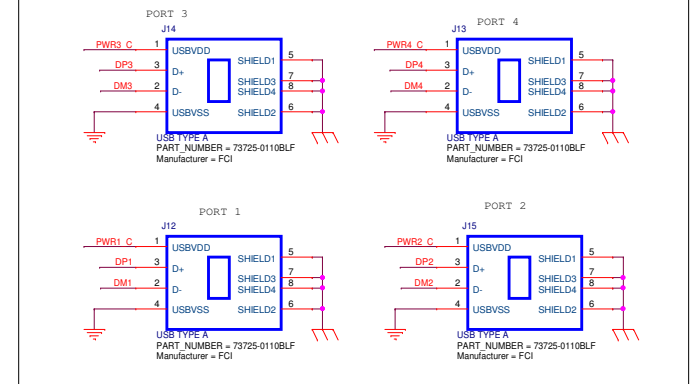 PORT 3
J14
PWR3_C 1 USBVDD
DP3 3 D+
DM3 2 D-
4 USBVSS
SHIELD1 5
SHIELD3 7
SHIELD4 8
SHIELD2 6
USB TYPE A
PART_NUMBER = 73725-0110BLF
Manufacturer = FCI
PORT 4
J13
PWR4_C 1 USBVDD
DP4 3 D+
DM4 2 D-
4 USBVSS
SHIELD1 5
SHIELD3 7
SHIELD4 8
SHIELD2 6
USB TYPE A
PART_NUMBER = 73725-0110BLF
Manufacturer = FCI
PORT 1
J12
PWR1_C 1 USBVDD
DP1 3 D+
DM1 2 D-
4 USBVSS
SHIELD1 5
SHIELD3 7
SHIELD4 8
SHIELD2 6
USB TYPE A
PART_NUMBER = 73725-0110BLF
Manufacturer = FCI
PORT 2
J15
PWR2_C 1 USBVDD
DP2 3 D+
DM2 2 D-
4 USBVSS
SHIELD1 5
SHIELD3 7
SHIELD4 8
SHIELD2 6
USB TYPE A
PART_NUMBER = 73725-0110BLF
Manufacturer = FCI